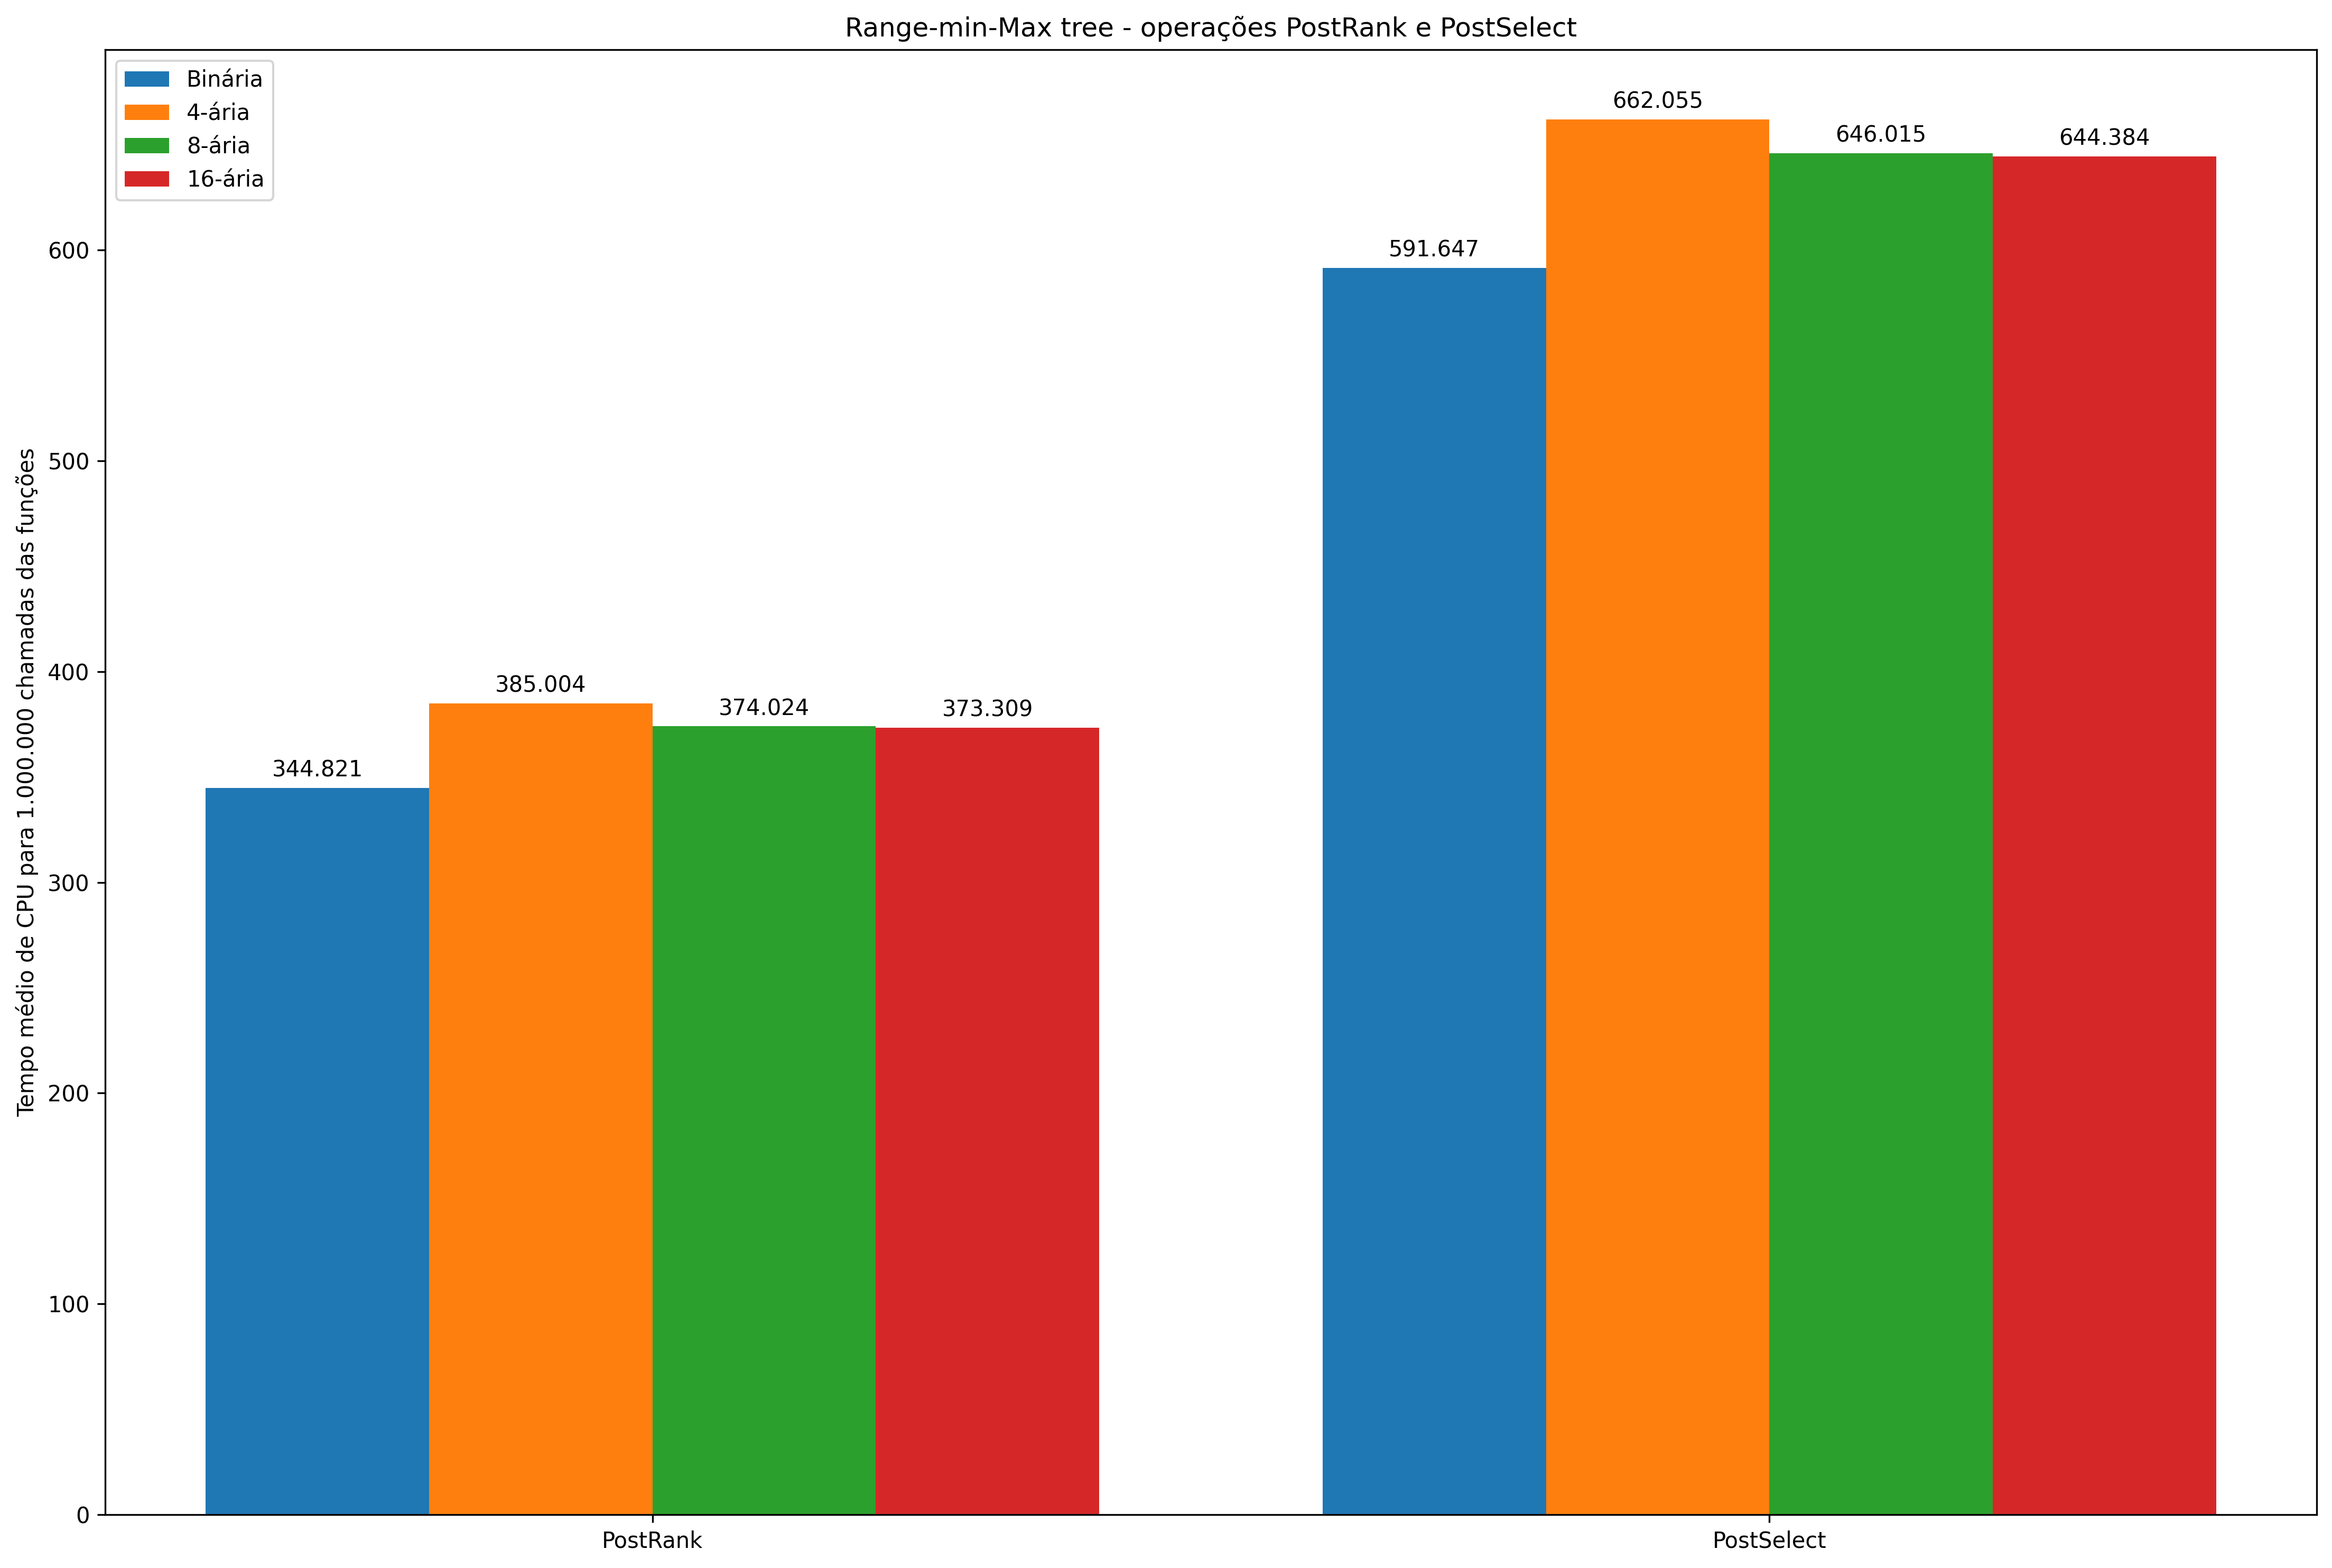 Range-min-Max tree - operações PostRank e PostSelect
Binária
4-ária
8-ária
16-ária
Tempo médio de CPU para 1.000.000 chamadas das funções
600
500
400
300
200
100
0
344.821
385.004
374.024
373.309
591.647
662.055
646.015
644.384
PostRank
PostSelect